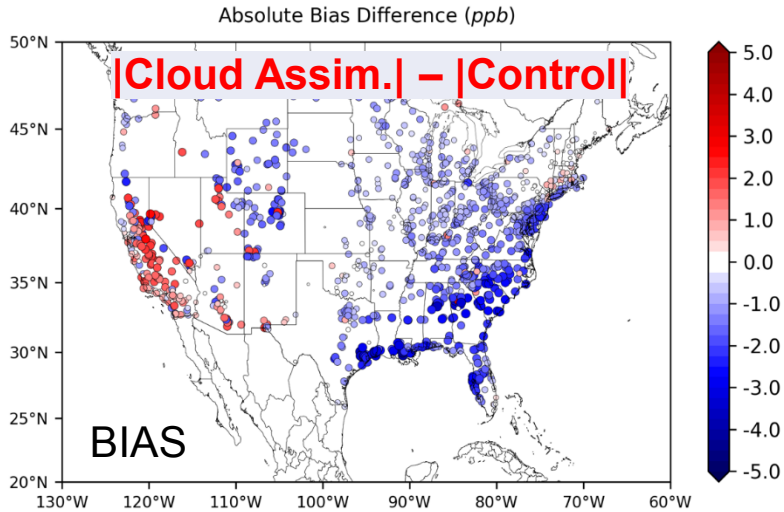 Absolute Bias Difference (ppb)
|Cloud Assim.| – |Control|
50°N
45°N
40°N
35°N
30°N
25°N
20°N
BIAS
130°W 120°W 110°W 100°W 90°W 80°W 70°W 60°W
5.0
4.0
3.0
2.0
1.0
0.0
-1.0
-2.0
-3.0
-4.0
-5.0